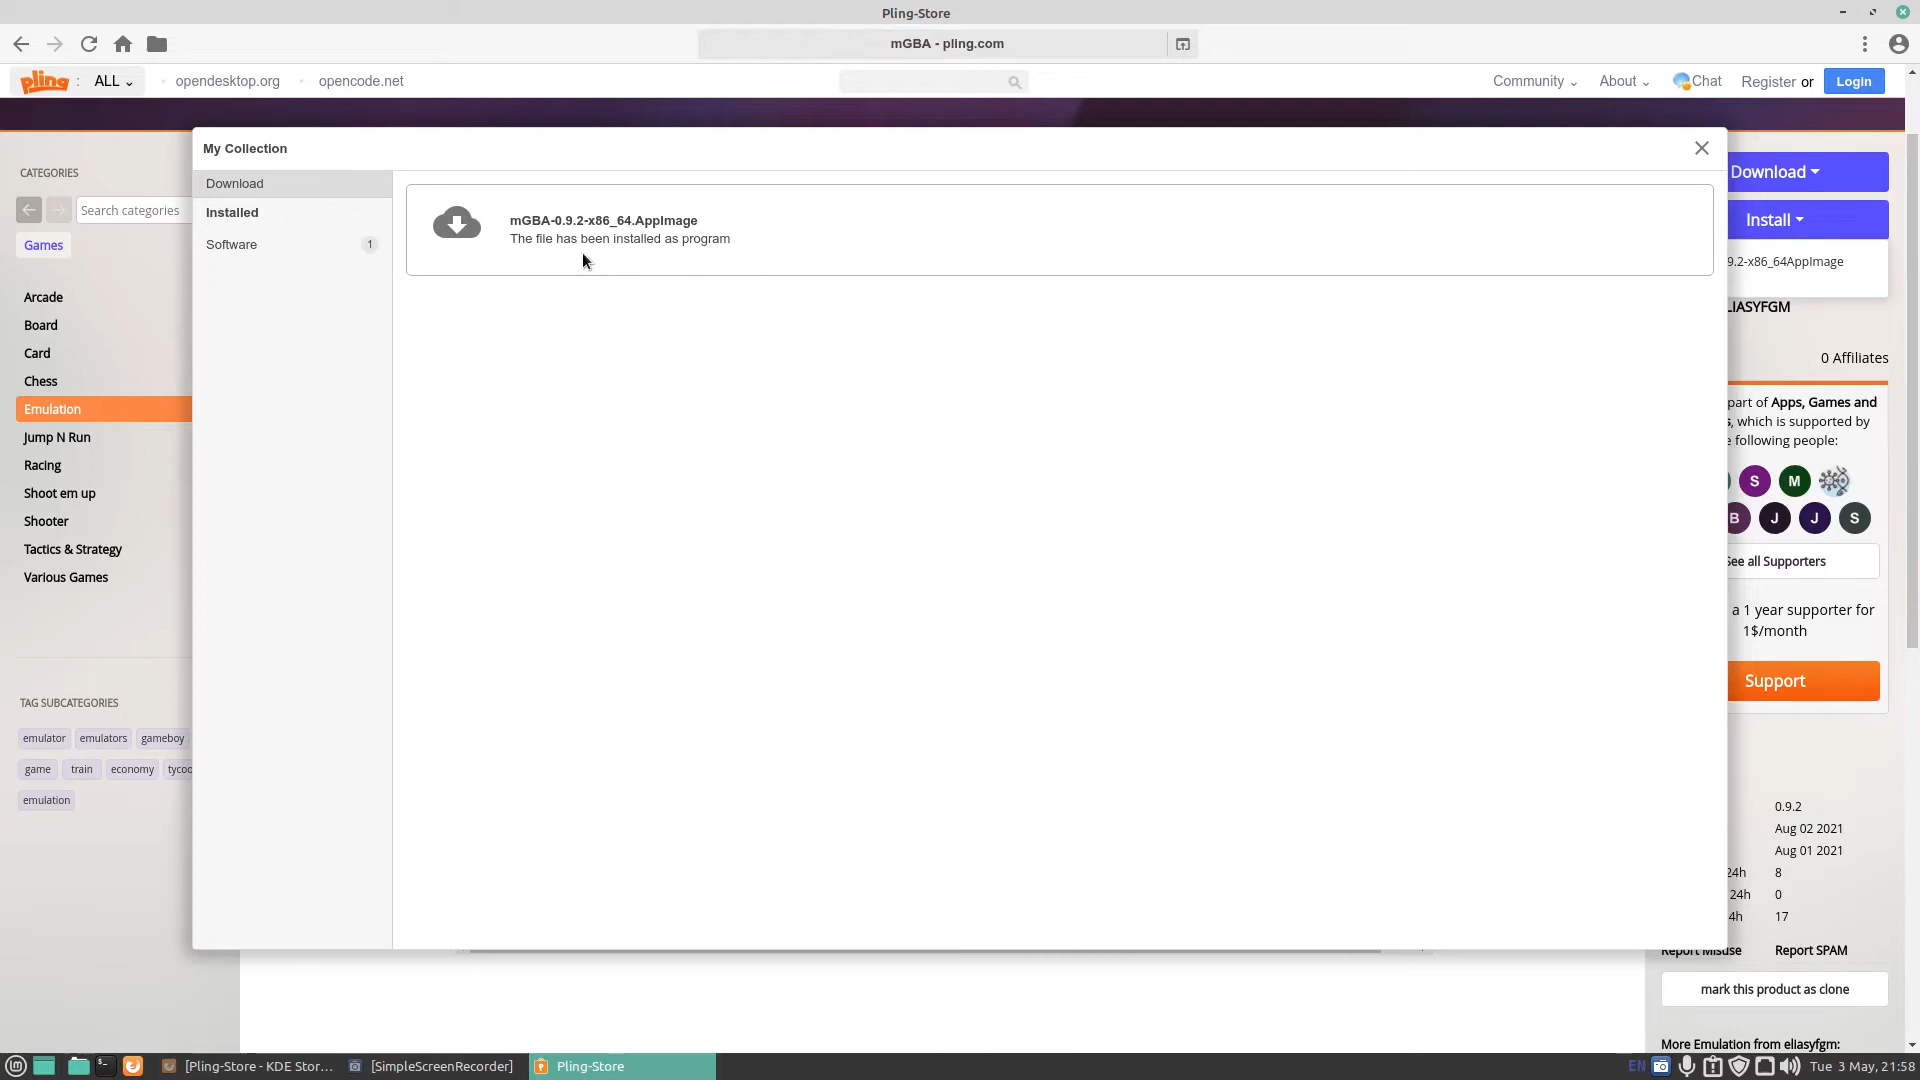 Pling-Store
mGBA - pling.com
pling :
ALL
opendesktop.org
opencode.net
Community
About
Chat
Register or
Login
CATEGORIES
Search categories
Games
Arcade
Board
Card
Chess
Emulation
Jump N Run
Racing
Shoot em up
Shooter
Tactics & Strategy
Various Games
TAG SUBCATEGORIES
emulator emulators gameboy
game train economy tycoo
emulation
My Collection
Download
Installed
Software 1
mGBA-0.9.2-x86_64.AppImage
The file has been installed as program
Download
Install
9.2-x86_64AppImage
LIASYFGM
0 Affiliates
part of Apps, Games and
s, which is supported by
e following people:
S M
B J J S
See all Supporters
a 1 year supporter for
1$/month
Support
0.9.2
Aug 02 2021
Aug 01 2021
24h 8
24h 0
4h 17
Report Misuse Report SPAM
mark this product as clone
More Emulation from eliasyfgm:
[Pling-Store - KDE Stor...
[SimpleScreenRecorder]
Pling-Store
EN
Tue 3 May, 21:58